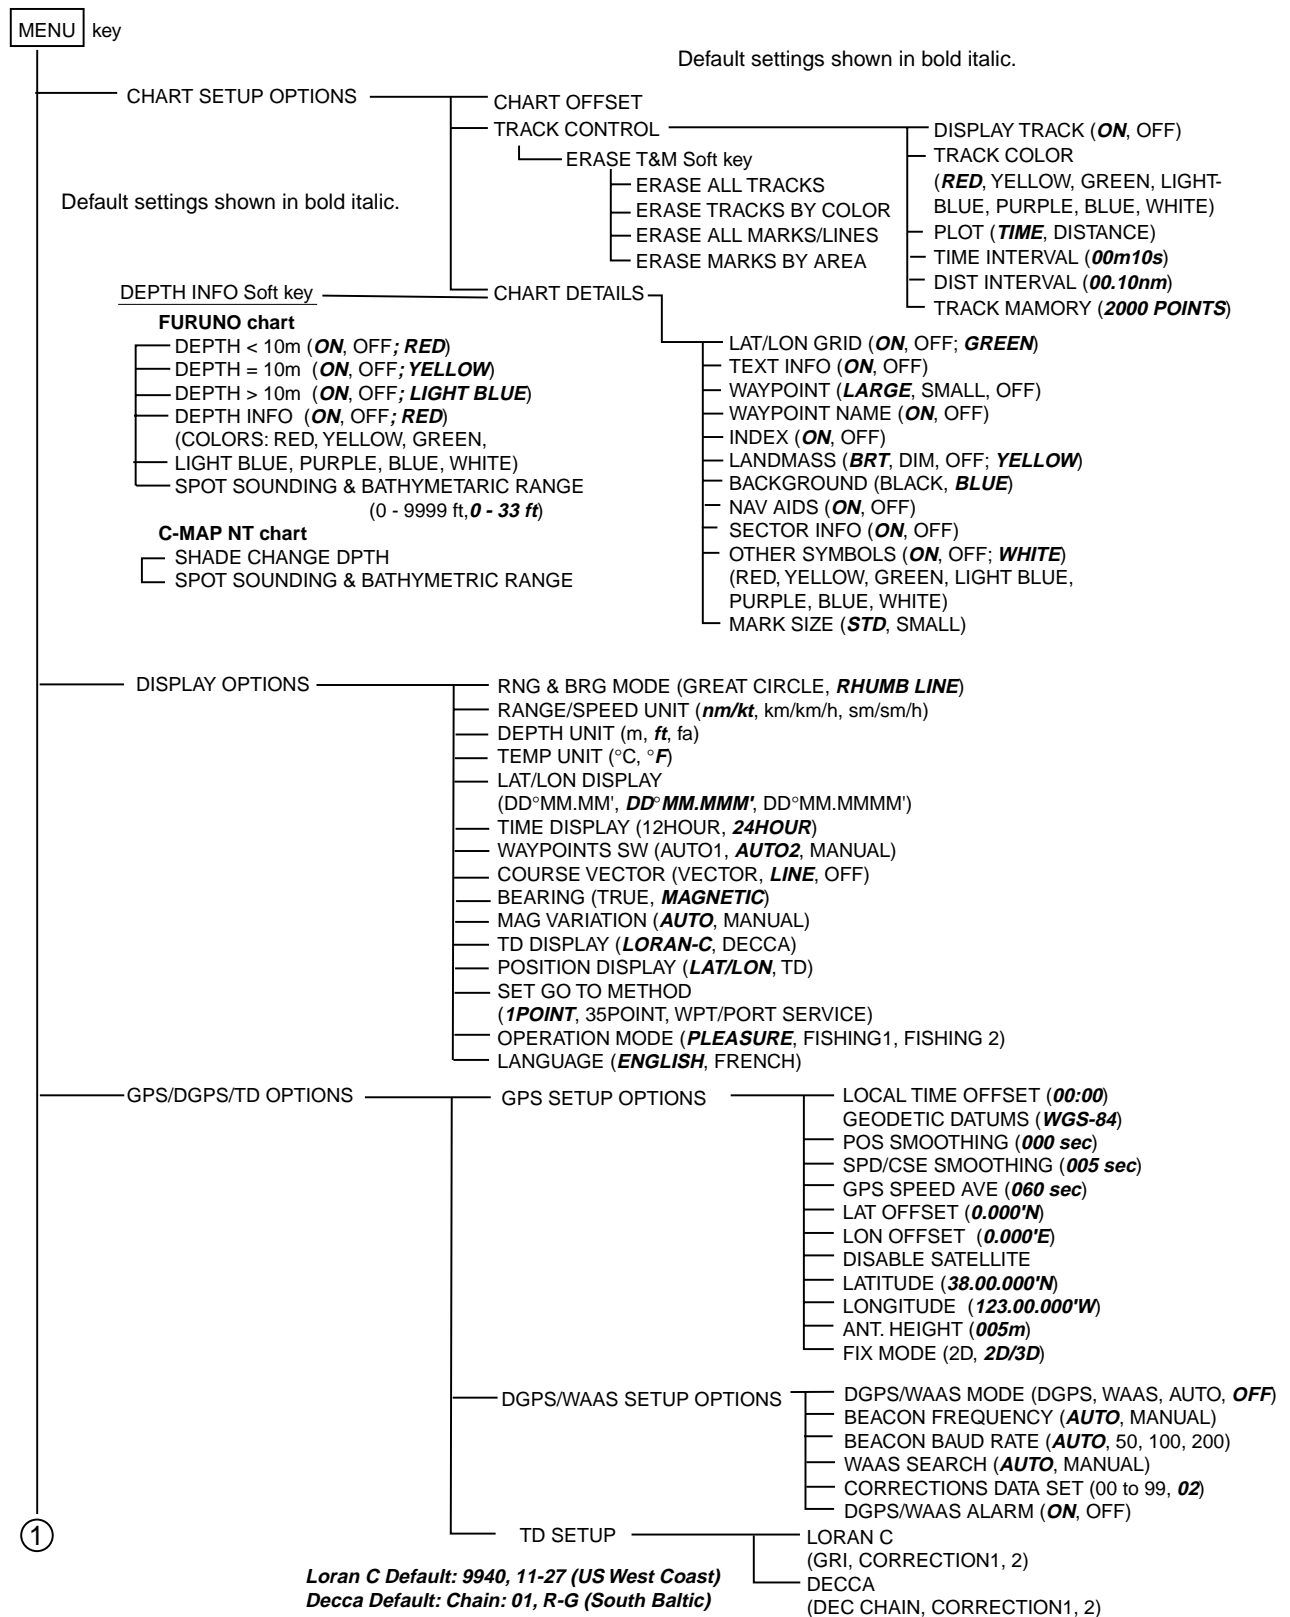 MENU key
Default settings shown in bold italic.
CHART SETUP OPTIONS
CHART OFFSET
TRACK CONTROL
ERASE T&M Soft key
ERASE ALL TRACKS
ERASE TRACKS BY COLOR
ERASE ALL MARKS/LINES
ERASE MARKS BY AREA
DISPLAY TRACK (ON, OFF)
TRACK COLOR
(RED, YELLOW, GREEN, LIGHT-
BLUE, PURPLE, BLUE, WHITE)
PLOT (TIME, DISTANCE)
TIME INTERVAL (00m10s)
DIST INTERVAL (00.10nm)
TRACK MAMORY (2000 POINTS)
Default settings shown in bold italic.
CHART DETAILS
DEPTH INFO Soft key
FURUNO chart
DEPTH < 10m (ON, OFF; RED)
DEPTH = 10m (ON, OFF; YELLOW)
DEPTH > 10m (ON, OFF; LIGHT BLUE)
DEPTH INFO (ON, OFF; RED)
(COLORS: RED, YELLOW, GREEN,
LIGHT BLUE, PURPLE, BLUE, WHITE)
SPOT SOUNDING & BATHYMETARIC RANGE
(0 - 9999 ft, 0 - 33 ft)
C-MAP NT chart
SHADE CHANGE DPTH
SPOT SOUNDING & BATHYMETRIC RANGE
LAT/LON GRID (ON, OFF; GREEN)
TEXT INFO (ON, OFF)
WAYPOINT (LARGE, SMALL, OFF)
WAYPOINT NAME (ON, OFF)
INDEX (ON, OFF)
LANDMASS (BRT, DIM, OFF; YELLOW)
BACKGROUND (BLACK, BLUE)
NAV AIDS (ON, OFF)
SECTOR INFO (ON, OFF)
OTHER SYMBOLS (ON, OFF; WHITE)
(RED, YELLOW, GREEN, LIGHT BLUE,
PURPLE, BLUE, WHITE)
MARK SIZE (STD, SMALL)
DISPLAY OPTIONS
RNG & BRG MODE (GREAT CIRCLE, RHUMB LINE)
RANGE/SPEED UNIT (nm/kt, km/km/h, sm/sm/h)
DEPTH UNIT (m, ft, fa)
TEMP UNIT (°C, °F)
LAT/LON DISPLAY
(DD°MM.MM', DD°MM.MMM', DD°MM.MMMM')
TIME DISPLAY (12HOUR, 24HOUR)
WAYPOINTS SW (AUTO1, AUTO2, MANUAL)
COURSE VECTOR (VECTOR, LINE, OFF)
BEARING (TRUE, MAGNETIC)
MAG VARIATION (AUTO, MANUAL)
TD DISPLAY (LORAN-C, DECCA)
POSITION DISPLAY (LAT/LON, TD)
SET GO TO METHOD
(1POINT, 35POINT, WPT/PORT SERVICE)
OPERATION MODE (PLEASURE, FISHING1, FISHING 2)
LANGUAGE (ENGLISH, FRENCH)
GPS/DGPS/TD OPTIONS
GPS SETUP OPTIONS
LOCAL TIME OFFSET (00:00)
GEODETIC DATUMS (WGS-84)
POS SMOOTHING (000 sec)
SPD/CSE SMOOTHING (005 sec)
GPS SPEED AVE (060 sec)
LAT OFFSET (0.000'N)
LON OFFSET (0.000'E)
DISABLE SATELLITE
LATITUDE (38.00.000'N)
LONGITUDE (123.00.000'W)
ANT. HEIGHT (005m)
FIX MODE (2D, 2D/3D)
DGPS/WAAS SETUP OPTIONS
DGPS/WAAS MODE (DGPS, WAAS, AUTO, OFF)
BEACON FREQUENCY (AUTO, MANUAL)
BEACON BAUD RATE (AUTO, 50, 100, 200)
WAAS SEARCH (AUTO, MANUAL)
CORRECTIONS DATA SET (00 to 99, 02)
DGPS/WAAS ALARM (ON, OFF)
TD SETUP
LORAN C
(GRI, CORRECTION1, 2)
DECCA
(DEC CHAIN, CORRECTION1, 2)
Loran C Default: 9940, 11-27 (US West Coast)
Decca Default: Chain: 01, R-G (South Baltic)
1